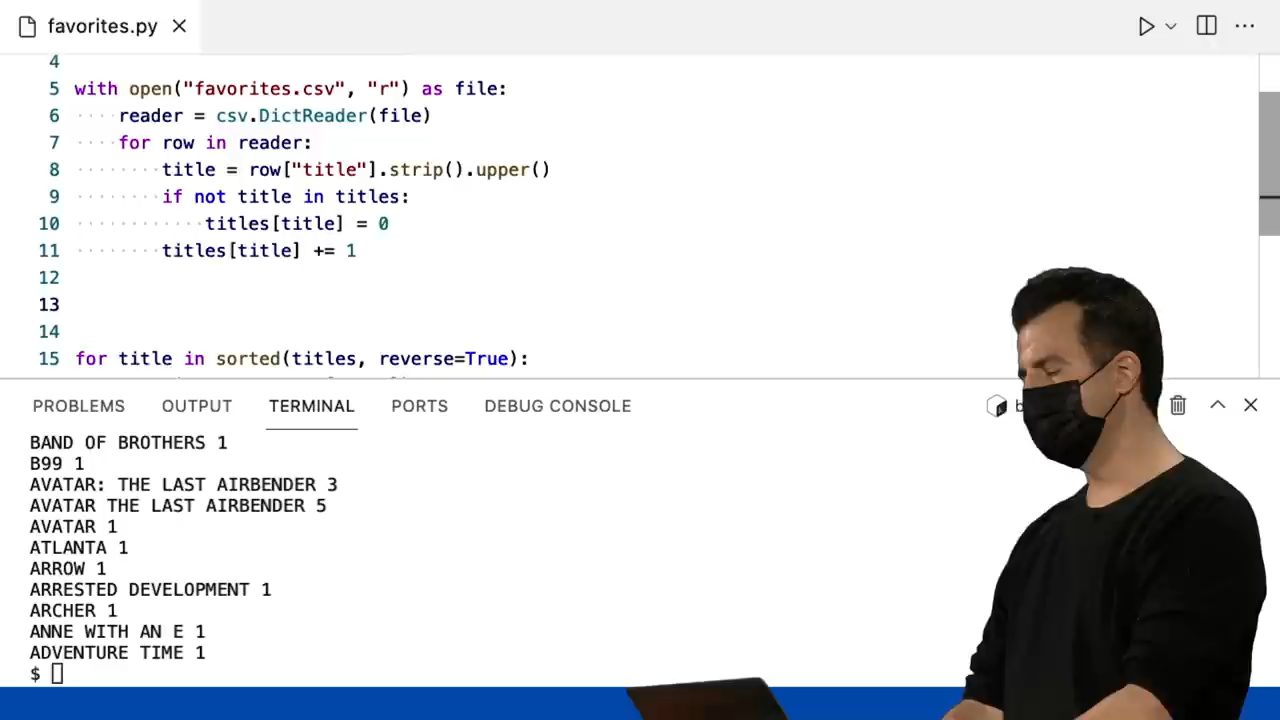 favorites.py
4
5 with open("favorites.csv", "r") as file:
6 reader = csv.DictReader(file)
7 for row in reader:
8 title = row["title"].strip().upper()
9 if not title in titles:
10 titles[title] = 0
11 titles[title] += 1
12
13
14
15 for title in sorted(titles, reverse=True):
PROBLEMS OUTPUT TERMINAL PORTS DEBUG CONSOLE
BAND OF BROTHERS 1
B99 1
AVATAR: THE LAST AIRBENDER 3
AVATAR THE LAST AIRBENDER 5
AVATAR 1
ATLANTA 1
ARROW 1
ARRESTED DEVELOPMENT 1
ARCHER 1
ANNE WITH AN E 1
ADVENTURE TIME 1
$